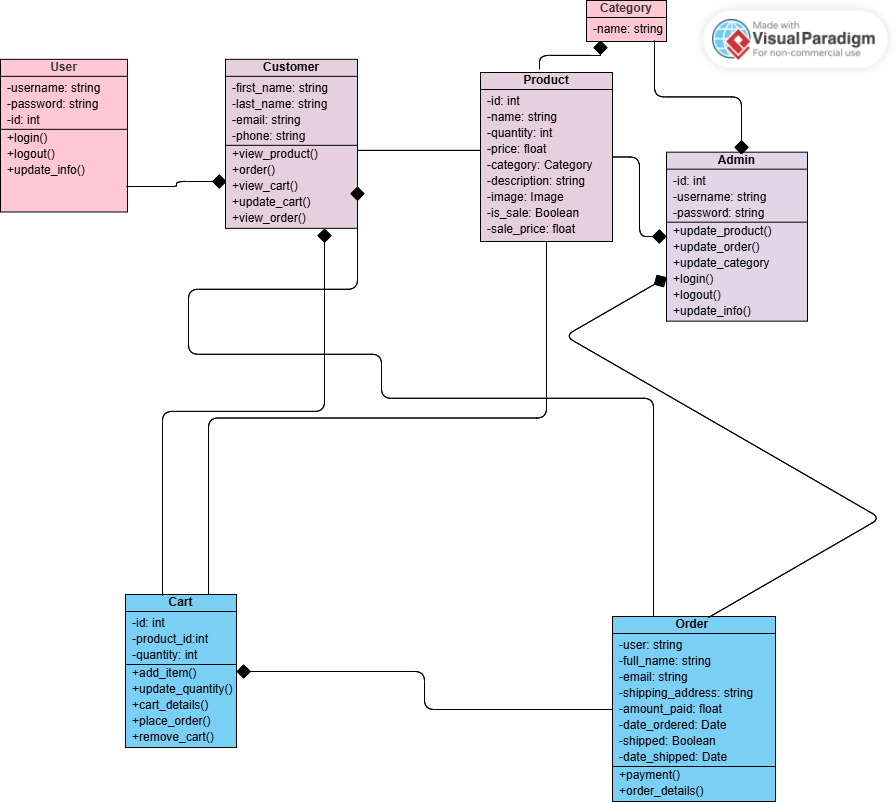 Category
-name: string
Made with
VisualParadigm
For non-commercial use
User
-username: string
-password: string
-id: int
+login()
+logout()
+update_info()
Customer
-first_name: string
-last_name: string
-email: string
-phone: string
+view_product()
+order()
+view_cart()
+update_cart()
+view_order()
Product
-id: int
-name: string
-quantity: int
-price: float
-category: Category
-description: string
-image: Image
-is_sale: Boolean
-sale_price: float
Admin
-id: int
-username: string
-password: string
+update_product()
+update_order()
+update_category
+login()
+logout()
+update_info()
Cart
-id: int
-product_id:int
-quantity: int
+add_item()
+update_quantity()
+cart_details()
+place_order()
+remove_cart()
Order
-user: string
-full_name: string
-email: string
-shipping_address: string
-amount_paid: float
-date_ordered: Date
-shipped: Boolean
-date_shipped: Date
+payment()
+order_details()